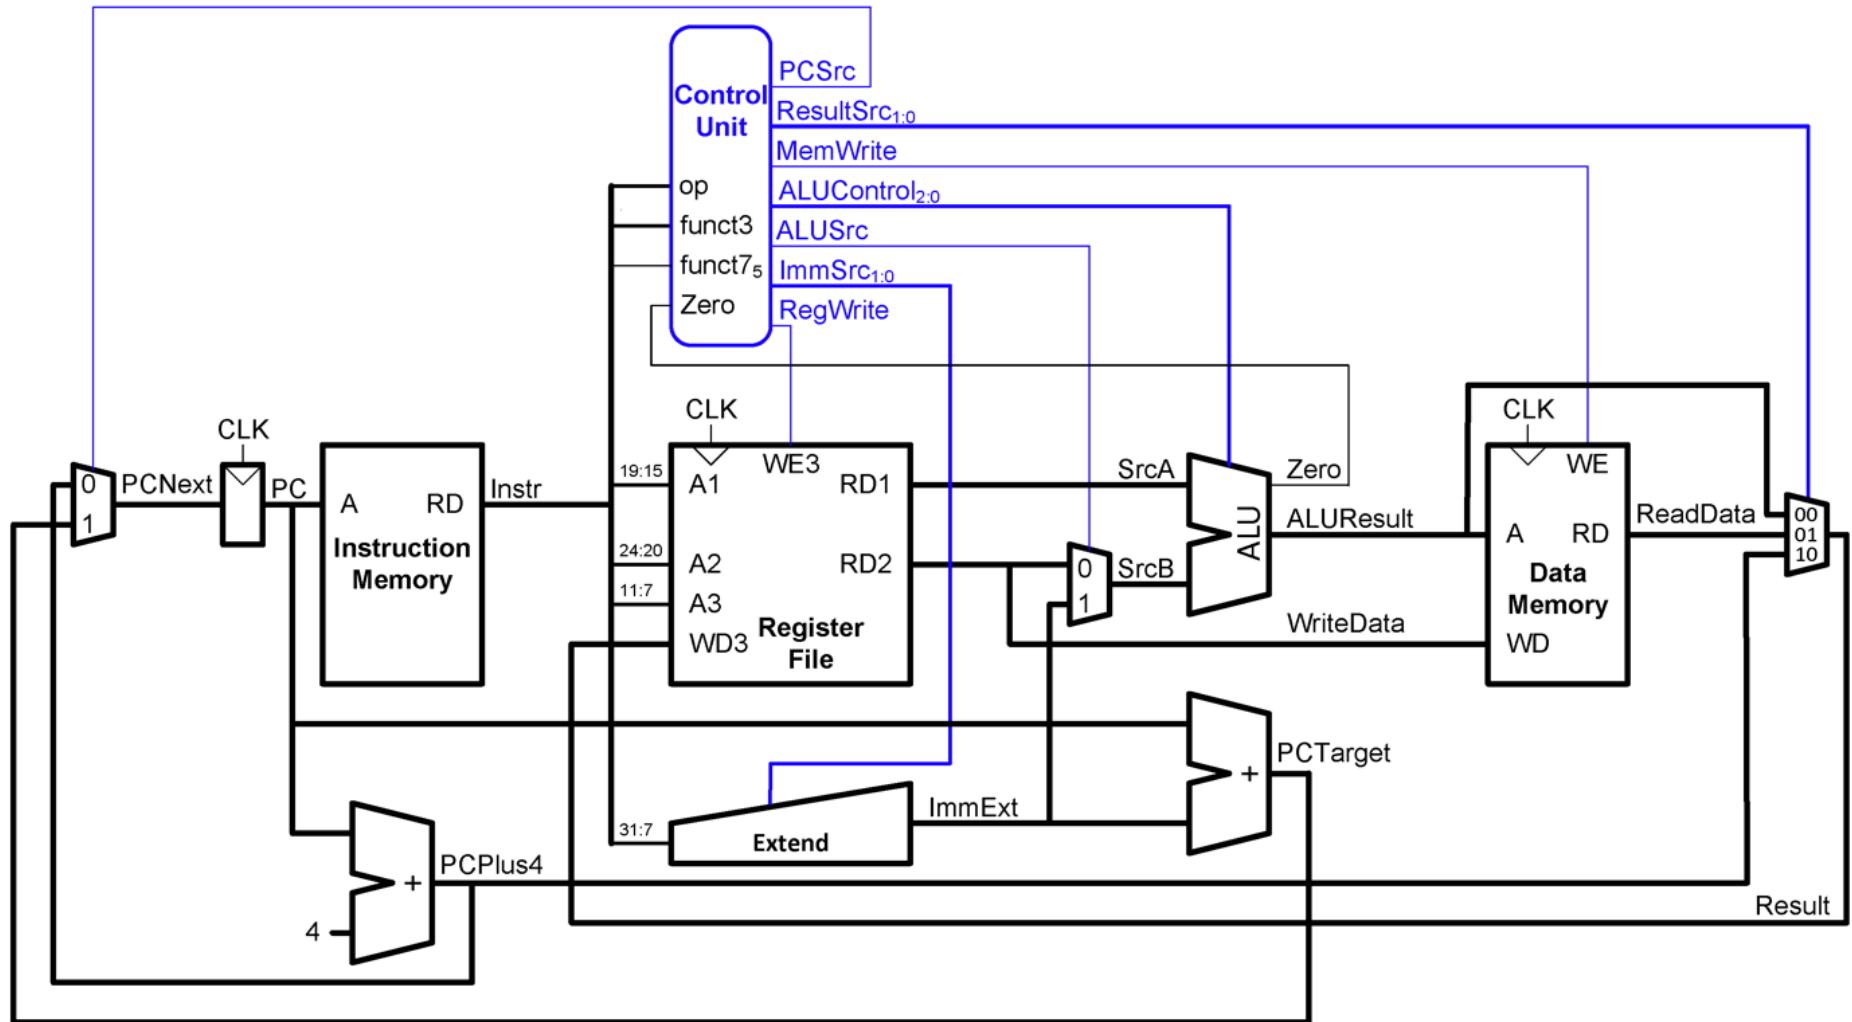 PCSrc
Control
Unit
ResultSrc1:0
MemWrite
op
ALUControl2:0
funct3
ALUSrc
funct75
ImmSrc1:0
Zero
RegWrite
CLK
CLK
CLK
0
1
PCNext
PC
A
RD
Instruction
Memory
Instr
19:15
A1
WE3
RD1
24:20
A2
RD2
11:7
A3
WD3
Register
File
SrcA
0
1
SrcB
ALU
Zero
ALUResult
WriteData
WE
A
RD
Data
Memory
WD
ReadData
00
01
10
+
PCTarget
31:7
Extend
ImmExt
+
4
PCPlus4
Result